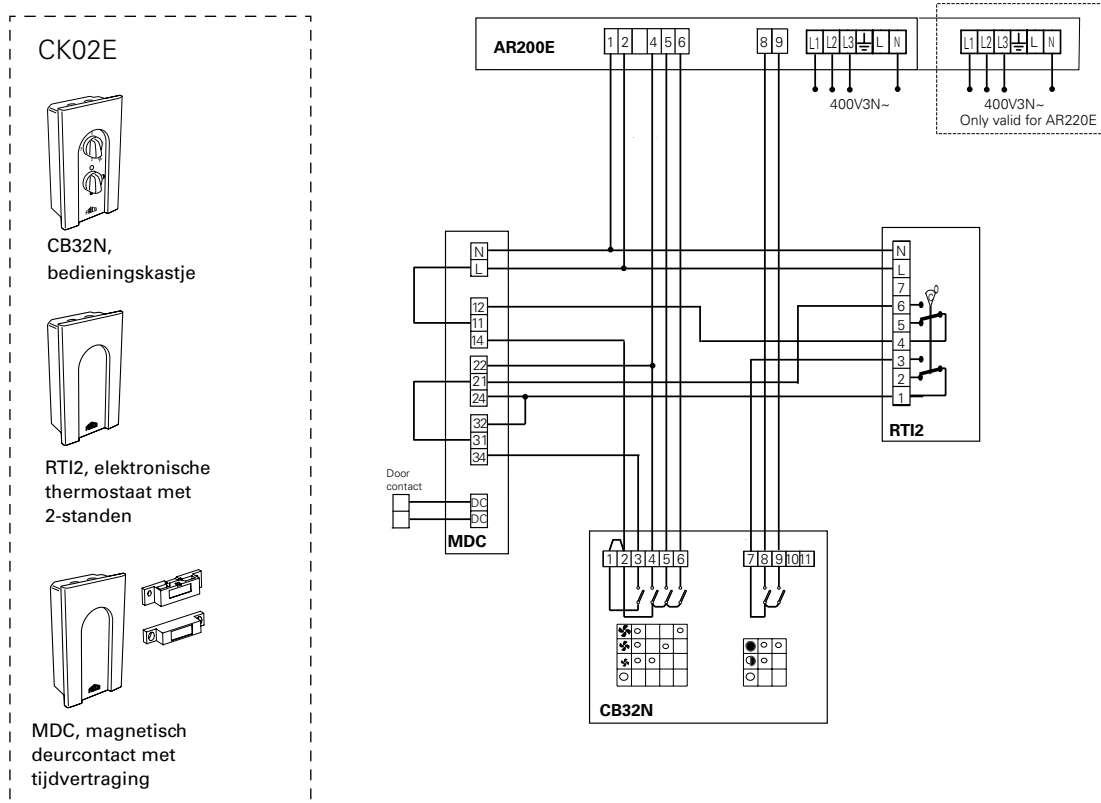 CK02E
CB32N,
bedieningskastje
RTI2, elektronische
thermostaat met
2-standen
MDC, magnetisch
deurcontact met
tijdvertraging
AR200E
1 2 4 5 6
8 9
L1 L2 L3 L N
400V3N~
L1 L2 L3 L N
400V3N~
Only valid for AR220E
N
L
12
11
14
22
21
24
32
31
34
DC
DC
MDC
Door
contact
N
L
7
6
5
4
3
2
1
RTI2
1 2 3 4 5 6
7 8 9 10 11
CB32N